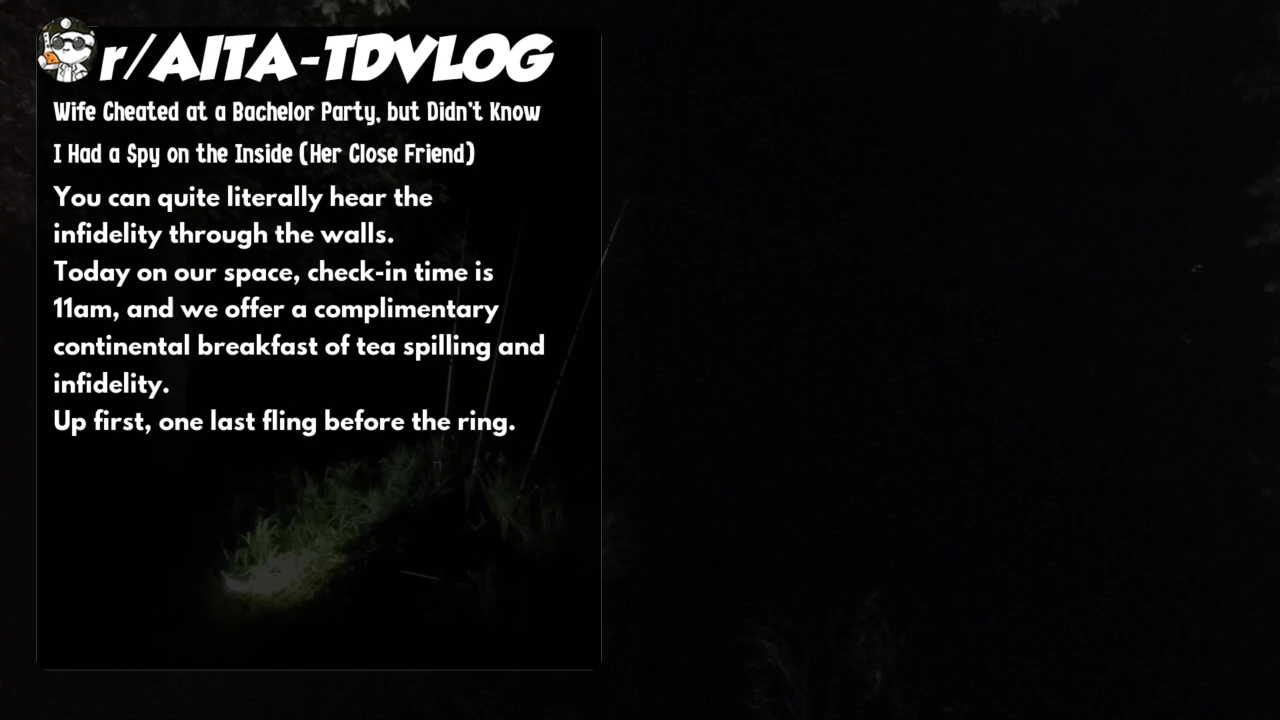 r/AITA-TDVLOG
Wife Cheated at a Bachelor Party, but Didn't Know
I Had a Spy on the Inside (Her Close Friend)
You can quite literally hear the
infidelity through the walls.
Today on our space, check-in time is
11am, and we offer a complimentary
continental breakfast of tea spilling and
infidelity.
Up first, one last fling before the ring.